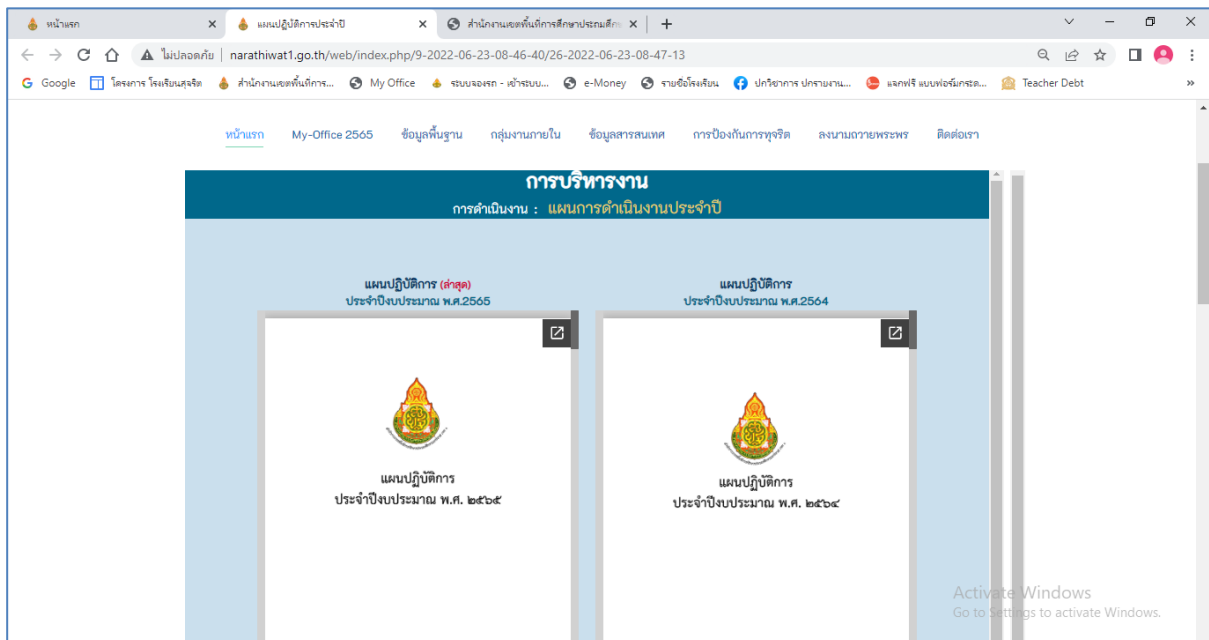 หน้าแรก
แผนปฏิบัติการประจำปี
สำนักงานเขตพื้นที่การศึกษาประถมศึก
ไม่ปลอดภัย
narathiwat1.go.th/web/index.php/9-2022-06-23-08-46-40/26-2022-06-23-08-47-13
Google
โครงการ โรงเรียนสุจริต
สำนักงานเขตพื้นที่การ...
My Office
ระบบจองรถ - เข้าระบบ...
e-Money
รายชื่อโรงเรียน
ปกวิชาการ ปกรายงาน...
แจกฟรี แบบฟอร์มกระด...
Teacher Debt
หน้าแรก
My-Office 2565
ข้อมูลพื้นฐาน
กลุ่มงานภายใน
ข้อมูลสารสนเทศ
การป้องกันการทุจริต
ลงนามถวายพระพร
ติดต่อเรา
การบริหารงาน
การดำเนินงาน : แผนการดำเนินงานประจำปี
แผนปฏิบัติการ (ล่าสุด)
ประจำปีงบประมาณ พ.ศ.2565
แผนปฏิบัติการ
ประจำปีงบประมาณ พ.ศ. ๒๕๖๕
แผนปฏิบัติการ
ประจำปีงบประมาณ พ.ศ.2564
แผนปฏิบัติการ
ประจำปีงบประมาณ พ.ศ. ๒๕๖๔
Activate Windows
Go to Settings to activate Windows.